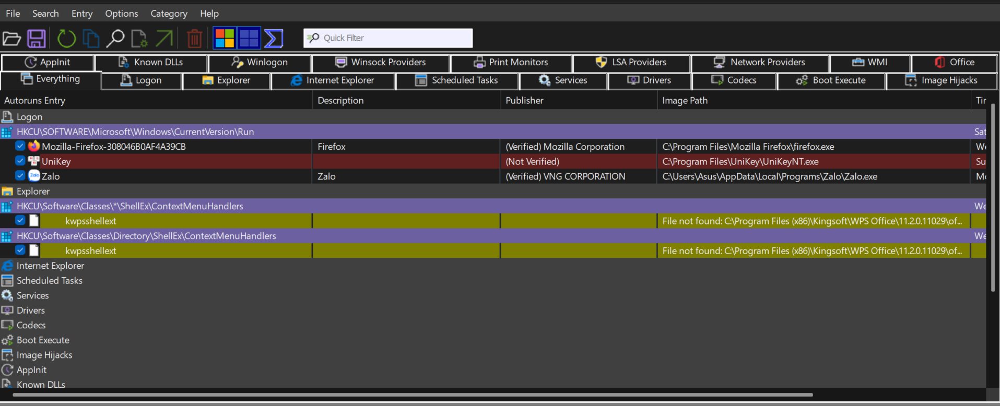 File Search Entry Options Category Help
Quick Filter
AppInit Known DLLs Winlogon Winsock Providers Print Monitors LSA Providers Network Providers WMI Office
Everything Logon Explorer Internet Explorer Scheduled Tasks Services Drivers Codecs Boot Execute Image Hijacks
Autoruns Entry Description Publisher Image Path
Logon
HKCU\SOFTWARE\Microsoft\Windows\CurrentVersion\Run Sat
Mozilla-Firefox-308046B0AF4A39CB Firefox (Verified) Mozilla Corporation C:\Program Files\Mozilla Firefox\firefox.exe We
UniKey (Not Verified) C:\Program Files\UniKey\UniKeyNT.exe Su
Zalo Zalo (Verified) VNG CORPORATION C:\Users\Asus\AppData\Local\Programs\Zalo\Zalo.exe Mo
Explorer
HKCU\Software\Classes\*\ShellEx\ContextMenuHandlers We
kwpsshellext File not found: C:\Program Files (x86)\Kingsoft\WPS Office\11.2.0.11029\of...
HKCU\Software\Classes\Directory\ShellEx\ContextMenuHandlers We
kwpsshellext File not found: C:\Program Files (x86)\Kingsoft\WPS Office\11.2.0.11029\of...
Internet Explorer
Scheduled Tasks
Services
Drivers
Codecs
Boot Execute
Image Hijacks
AppInit
Known DLLs